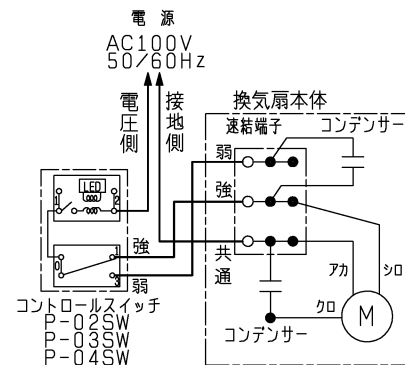 電 源
AC100V
50/60Hz
電圧側
接地側
換気扇本体
速結端子
コンデンサー
弱
強
共通
LED
1
2
0
1
3
強
弱
コントロールスイッチ
P-02SW
P-03SW
P-04SW
アカ
シロ
クロ
M
コンデンサー